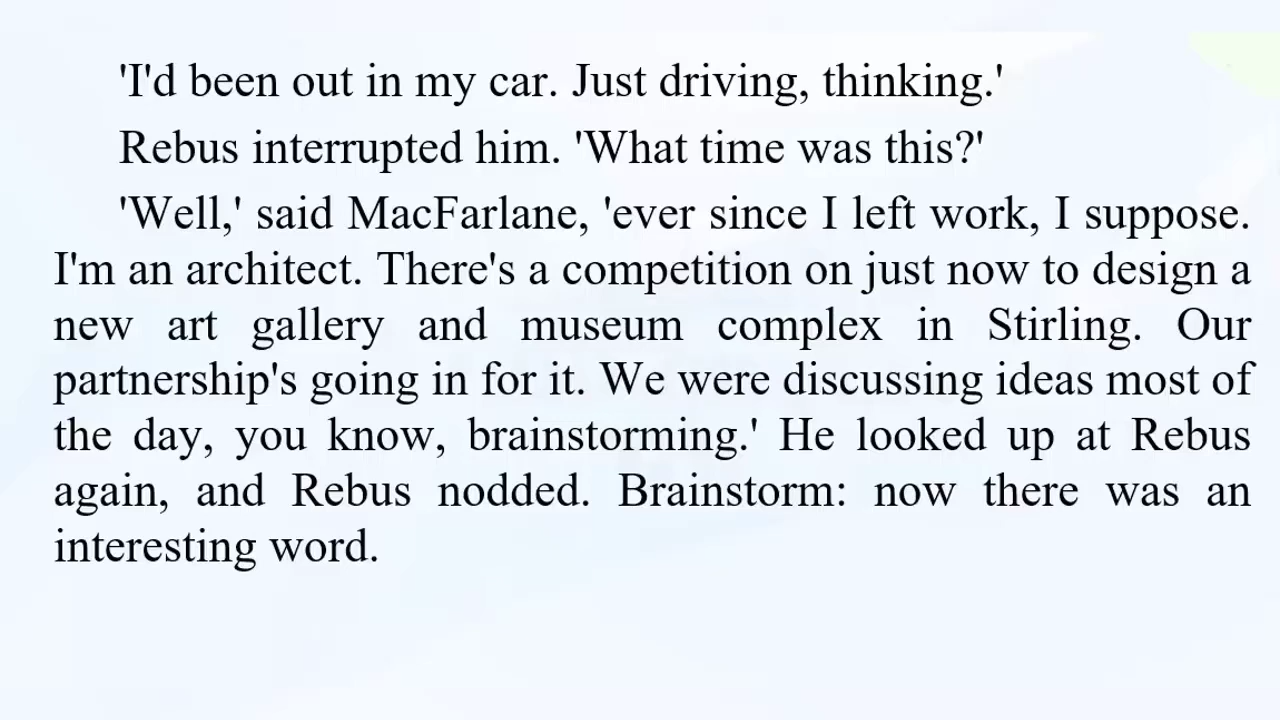 'I'd been out in my car. Just driving, thinking.'
Rebus interrupted him. 'What time was this?'
'Well,' said MacFarlane, 'ever since I left work, I suppose.
I'm an architect. There's a competition on just now to design a
new art gallery and museum complex in Stirling. Our
partnership's going in for it. We were discussing ideas most of
the day, you know, brainstorming.' He looked up at Rebus
again, and Rebus nodded. Brainstorm: now there was an
interesting word.